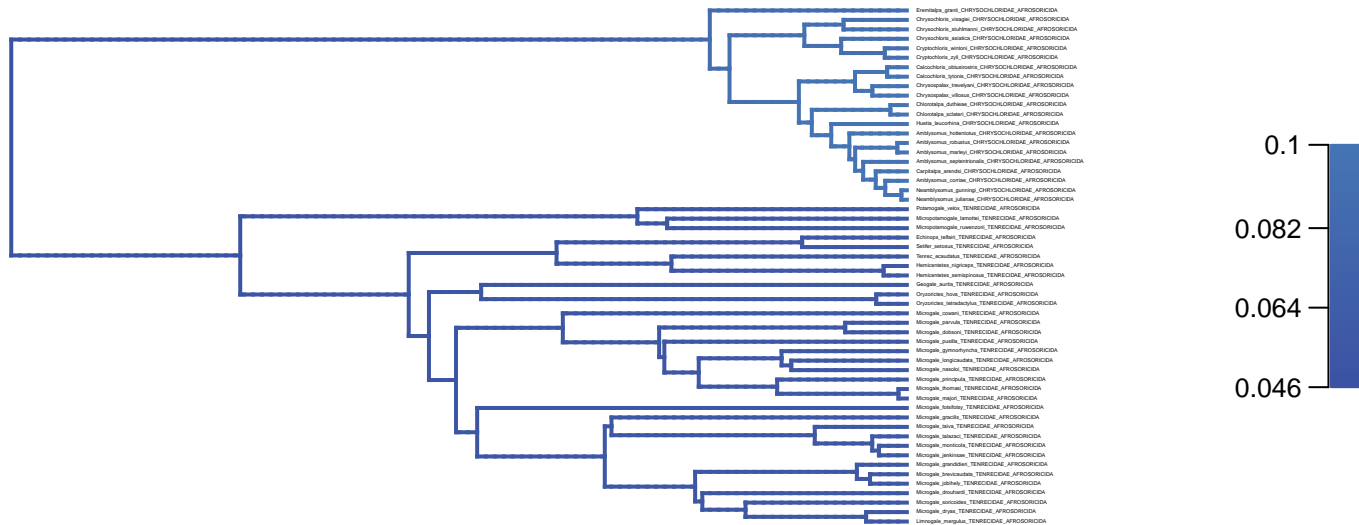 Eremitalpa_granti_CHRYSOCHLORIDAE_AFROSORICIDA
Chrysochloris_visagiei_CHRYSOCHLORIDAE_AFROSORICIDA
Chrysochloris_stuhlmanni_CHRYSOCHLORIDAE_AFROSORICIDA
Chrysochloris_asiatica_CHRYSOCHLORIDAE_AFROSORICIDA
Cryptochloris_wintoni_CHRYSOCHLORIDAE_AFROSORICIDA
Cryptochloris_zyli_CHRYSOCHLORIDAE_AFROSORICIDA
Calcochloris_obtusirostris_CHRYSOCHLORIDAE_AFROSORICIDA
Calcochloris_tytonis_CHRYSOCHLORIDAE_AFROSORICIDA
Chrysospalax_trevelyani_CHRYSOCHLORIDAE_AFROSORICIDA
Chrysospalax_villosus_CHRYSOCHLORIDAE_AFROSORICIDA
Chlorotalpa_duthieae_CHRYSOCHLORIDAE_AFROSORICIDA
Chlorotalpa_sclateri_CHRYSOCHLORIDAE_AFROSORICIDA
Huetia_leucorhina_CHRYSOCHLORIDAE_AFROSORICIDA
Amblysomus_hottentotus_CHRYSOCHLORIDAE_AFROSORICIDA
Amblysomus_robustus_CHRYSOCHLORIDAE_AFROSORICIDA
Amblysomus_marleyi_CHRYSOCHLORIDAE_AFROSORICIDA
Amblysomus_septentrionalis_CHRYSOCHLORIDAE_AFROSORICIDA
Carpitalpa_arendsi_CHRYSOCHLORIDAE_AFROSORICIDA
Amblysomus_corriae_CHRYSOCHLORIDAE_AFROSORICIDA
Neamblysomus_gunningi_CHRYSOCHLORIDAE_AFROSORICIDA
Neamblysomus_julianae_CHRYSOCHLORIDAE_AFROSORICIDA
Potamogale_velox_TENRECIDAE_AFROSORICIDA
Micropotamogale_lamottei_TENRECIDAE_AFROSORICIDA
Micropotamogale_ruwenzorii_TENRECIDAE_AFROSORICIDA
Echinops_telfairi_TENRECIDAE_AFROSORICIDA
Setifer_setosus_TENRECIDAE_AFROSORICIDA
Tenrec_ecaudatus_TENRECIDAE_AFROSORICIDA
Hemicentetes_nigriceps_TENRECIDAE_AFROSORICIDA
Hemicentetes_semispinosus_TENRECIDAE_AFROSORICIDA
Geogale_aurita_TENRECIDAE_AFROSORICIDA
Oryzorictes_hova_TENRECIDAE_AFROSORICIDA
Oryzorictes_tetradactylus_TENRECIDAE_AFROSORICIDA
Microgale_cowani_TENRECIDAE_AFROSORICIDA
Microgale_parvula_TENRECIDAE_AFROSORICIDA
Microgale_dobsoni_TENRECIDAE_AFROSORICIDA
Microgale_pusilla_TENRECIDAE_AFROSORICIDA
Microgale_gymnorhyncha_TENRECIDAE_AFROSORICIDA
Microgale_longicaudata_TENRECIDAE_AFROSORICIDA
Microgale_nasoloi_TENRECIDAE_AFROSORICIDA
Microgale_principula_TENRECIDAE_AFROSORICIDA
Microgale_thomasi_TENRECIDAE_AFROSORICIDA
Microgale_majori_TENRECIDAE_AFROSORICIDA
Microgale_fotsifotsy_TENRECIDAE_AFROSORICIDA
Microgale_gracilis_TENRECIDAE_AFROSORICIDA
Microgale_taiva_TENRECIDAE_AFROSORICIDA
Microgale_talazaci_TENRECIDAE_AFROSORICIDA
Microgale_monticola_TENRECIDAE_AFROSORICIDA
Microgale_jenkinsae_TENRECIDAE_AFROSORICIDA
Microgale_grandidieri_TENRECIDAE_AFROSORICIDA
Microgale_brevicaudata_TENRECIDAE_AFROSORICIDA
Microgale_jobihely_TENRECIDAE_AFROSORICIDA
Microgale_drouhardi_TENRECIDAE_AFROSORICIDA
Microgale_soricoides_TENRECIDAE_AFROSORICIDA
Microgale_dryas_TENRECIDAE_AFROSORICIDA
Limnogale_mergulus_TENRECIDAE_AFROSORICIDA
0.1
0.082
0.064
0.046